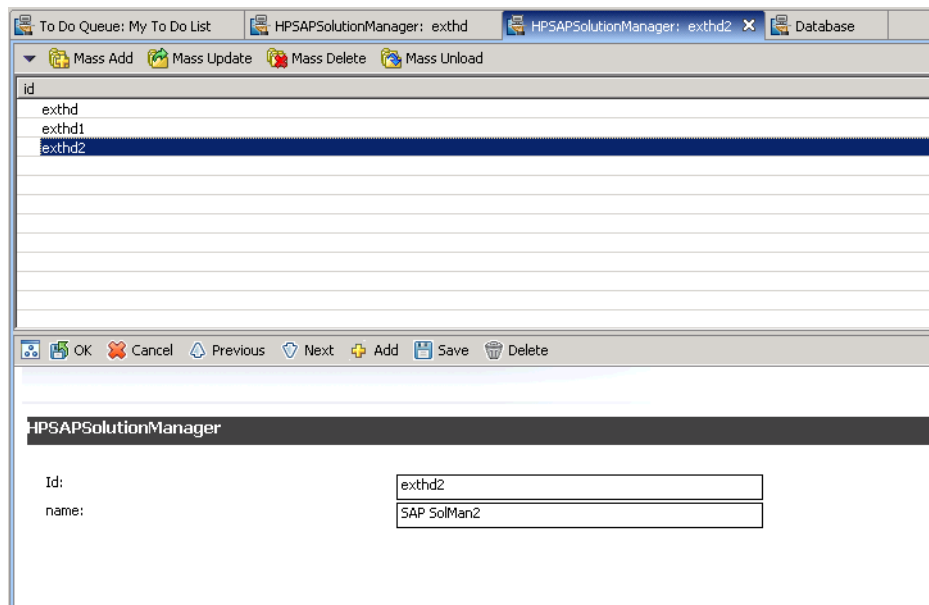 To Do Queue: My To Do List HPSAPSolutionManager: exthd HPSAPSolutionManager: exthd2 Database
Mass Add Mass Update Mass Delete Mass Unload
id
exthd
exthd1
exthd2
OK Cancel Previous Next Add Save Delete
HPSAPSolutionManager
Id: exthd2
name: SAP SolMan2